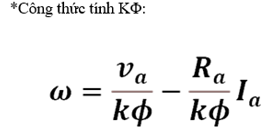 *Công thức tính KΦ:
ω = v_a/kϕ − R_a/kϕ I_a